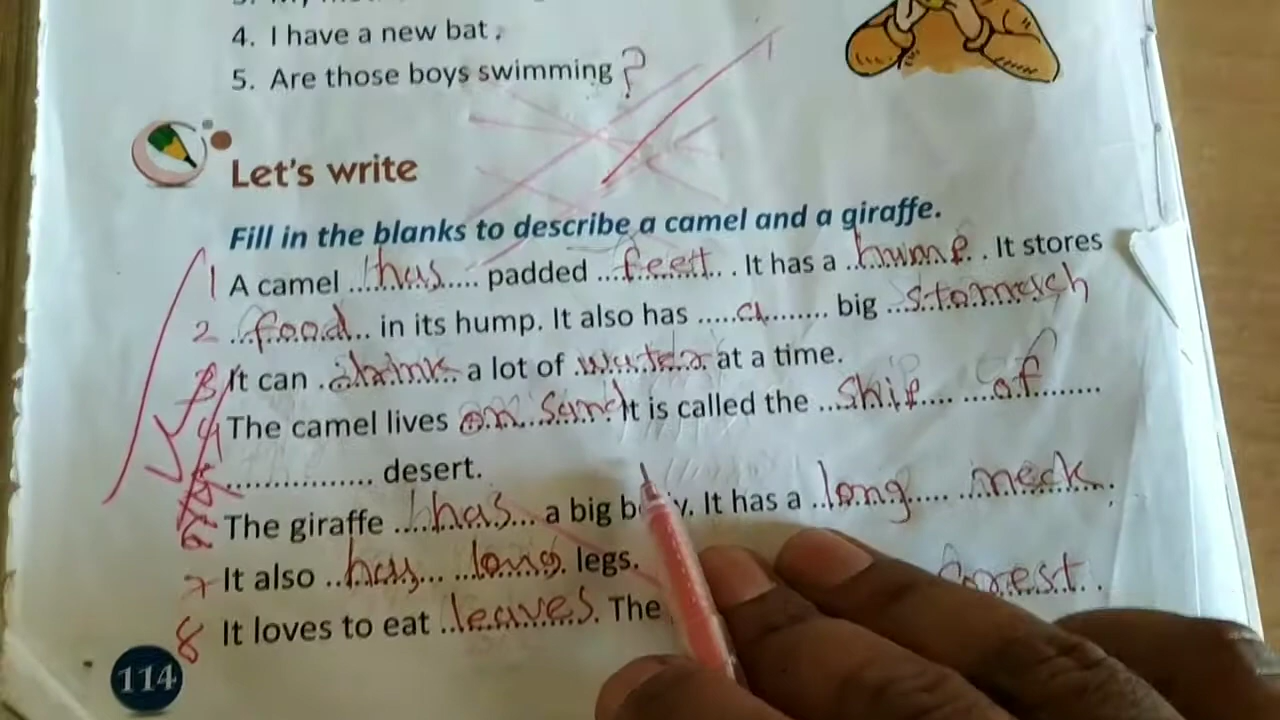 4. I have a new bat .
5. Are those boys swimming ?
Let's write
Fill in the blanks to describe a camel and a giraffe.
1 A camel ...has..... padded ...feet... . It has a ...hump. . It stores
2 ..food... in its hump. It also has .....a........ big ...stomach
3 It can .drink.. a lot of .water at a time.
4 The camel lives on sand It is called the ...ship.... ....of........
................ desert.
6 The giraffe ....has... a big body. It has a ..long..... ...neck.
7 It also ..has... ...long. legs.
forest..
8 It loves to eat ..leaves. The
114